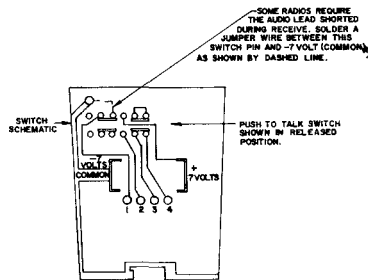 SOME RADIOS REQUIRE
THE AUDIO LEAD SHORTED
DURING RECEIVE. SOLDER A
JUMPER WIRE BETWEEN THIS
SWITCH PIN AND -7 VOLT (COMMON)
AS SHOWN BY DASHED LINE.
SWITCH
SCHEMATIC
PUSH TO TALK SWITCH
SHOWN IN RELEASED
POSITION.
-7
VOLTS
COMMON
+
7 VOLTS
1 2 3 4